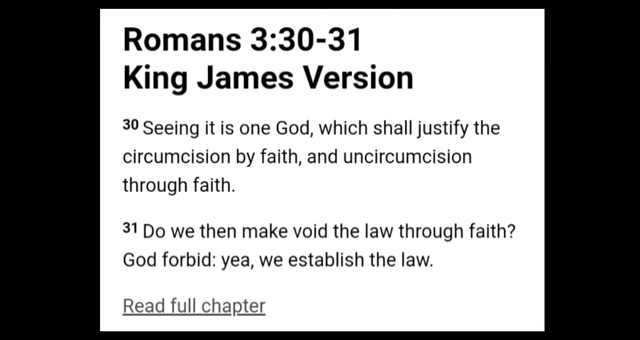 Romans 3:30-31
King James Version
30 Seeing it is one God, which shall justify the
circumcision by faith, and uncircumcision
through faith.
31 Do we then make void the law through faith?
God forbid: yea, we establish the law.
Read full chapter